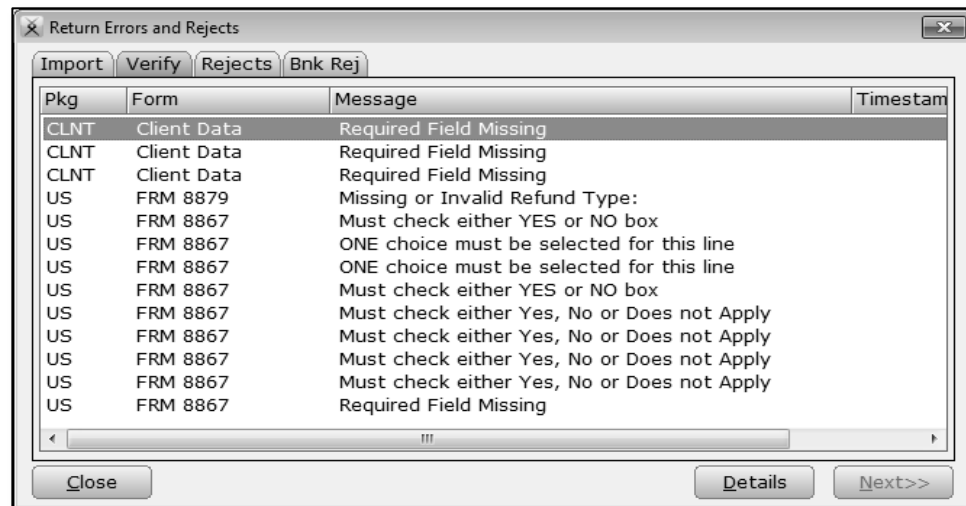 Return Errors and Rejects
Import Verify Rejects Bnk Rej
Pkg Form Message Timestam
CLNT Client Data Required Field Missing
CLNT Client Data Required Field Missing
CLNT Client Data Required Field Missing
US FRM 8879 Missing or Invalid Refund Type:
US FRM 8867 Must check either YES or NO box
US FRM 8867 ONE choice must be selected for this line
US FRM 8867 ONE choice must be selected for this line
US FRM 8867 Must check either YES or NO box
US FRM 8867 Must check either Yes, No or Does not Apply
US FRM 8867 Must check either Yes, No or Does not Apply
US FRM 8867 Must check either Yes, No or Does not Apply
US FRM 8867 Must check either Yes, No or Does not Apply
US FRM 8867 Required Field Missing
Close Details Next>>